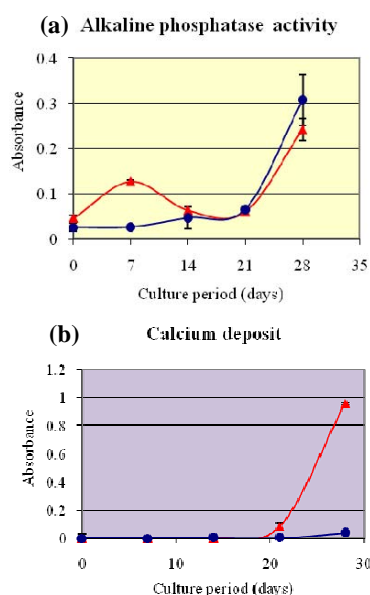 (a) Alkaline phosphatase activity
0.4
0.3
0.2
0.1
0
Absorbance
0 7 14 21 28 35
Culture period (days)
(b) Calcium deposit
1.2
1
0.8
0.6
0.4
0.2
0
Absorbance
0 10 20 30
Culture period (days)